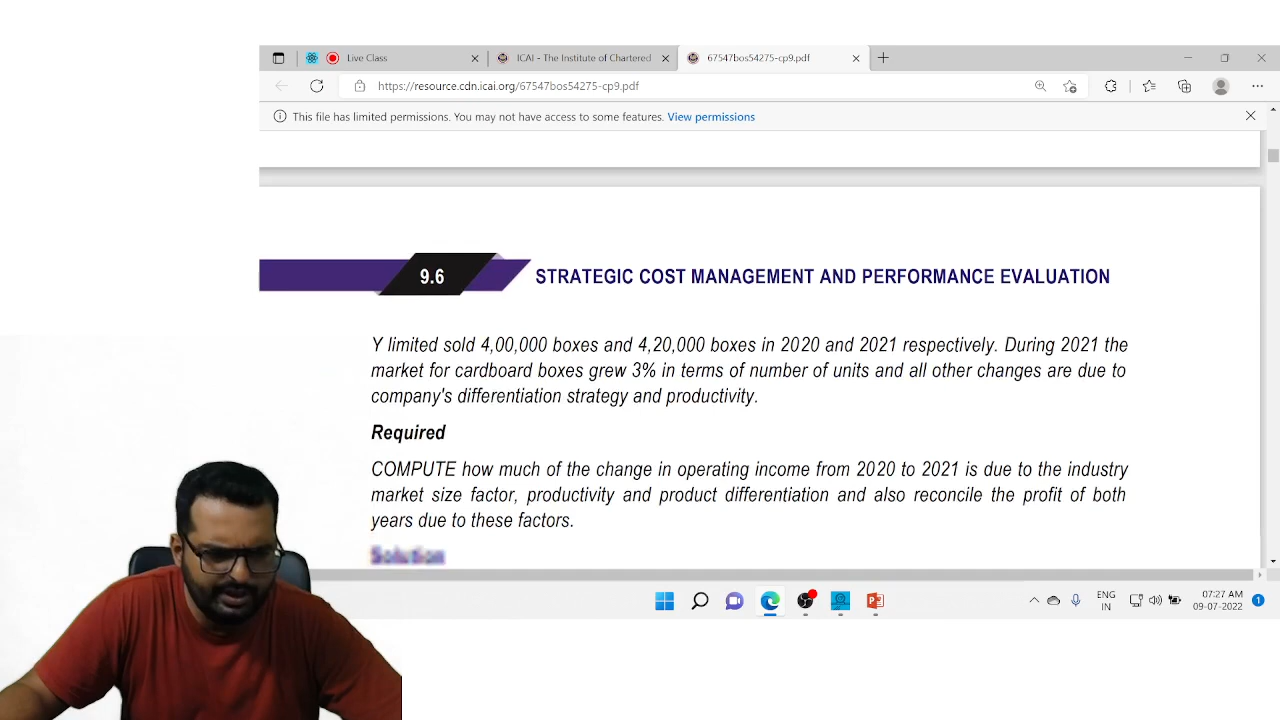 Live Class
ICAI - The Institute of Chartered
67547bos54275-cp9.pdf
https://resource.cdn.icai.org/67547bos54275-cp9.pdf
This file has limited permissions. You may not have access to some features. View permissions
9.6
STRATEGIC COST MANAGEMENT AND PERFORMANCE EVALUATION
Y limited sold 4,00,000 boxes and 4,20,000 boxes in 2020 and 2021 respectively. During 2021 the
market for cardboard boxes grew 3% in terms of number of units and all other changes are due to
company's differentiation strategy and productivity.
Required
COMPUTE how much of the change in operating income from 2020 to 2021 is due to the industry
market size factor, productivity and product differentiation and also reconcile the profit of both
years due to these factors.
Solution
ENG
IN
07:27 AM
09-07-2022
1